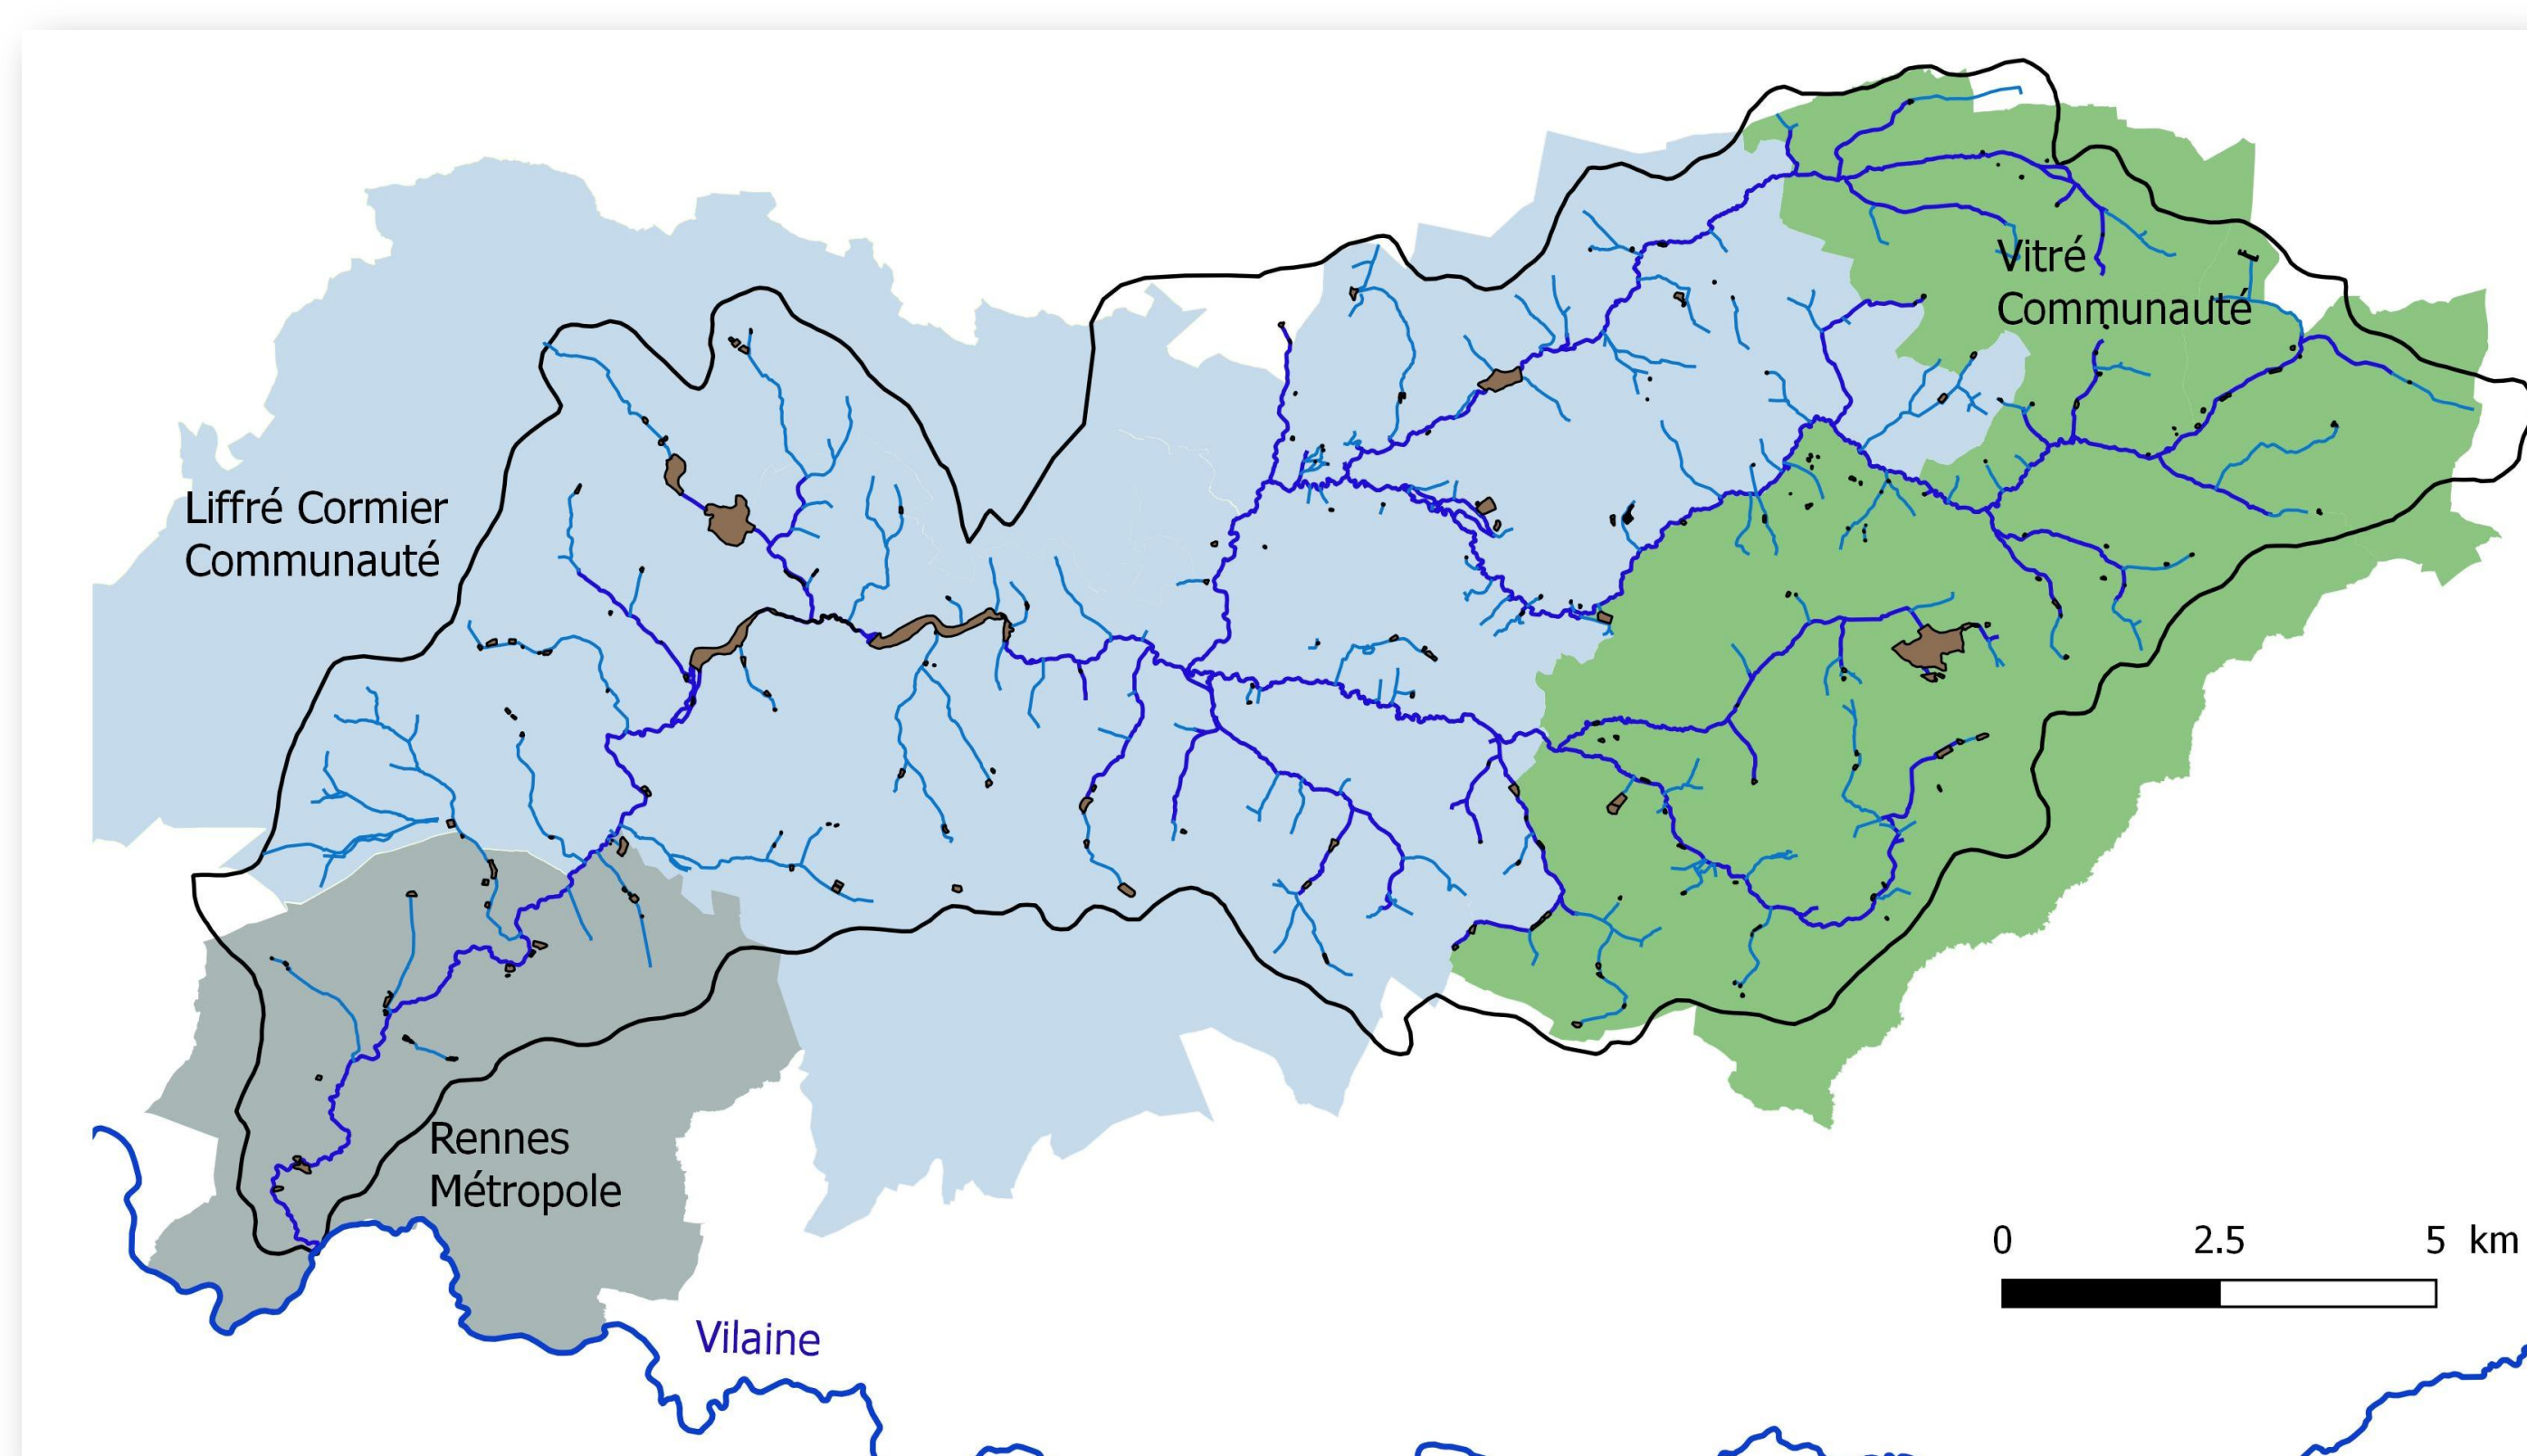 Vitré
Communauté
Liffré Cormier
Communauté
Rennes
Métropole
0 2.5 5 km
Vilaine